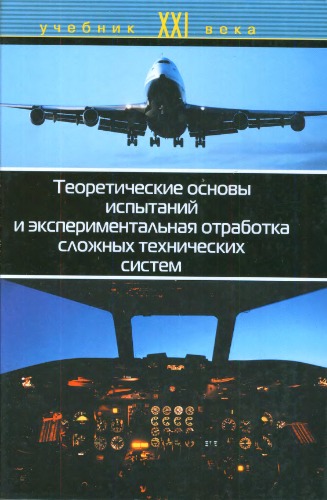 учебник XXI века
Теоретические основы
испытаний
и экспериментальная отработка
сложных технических
систем